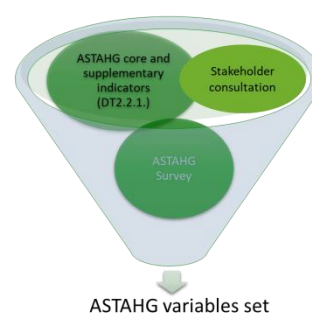 ASTAHG core and
supplementary
indicators
(DT2.2.1.)
Stakeholder
consultation
ASTAHG
Survey
ASTAHG variables set